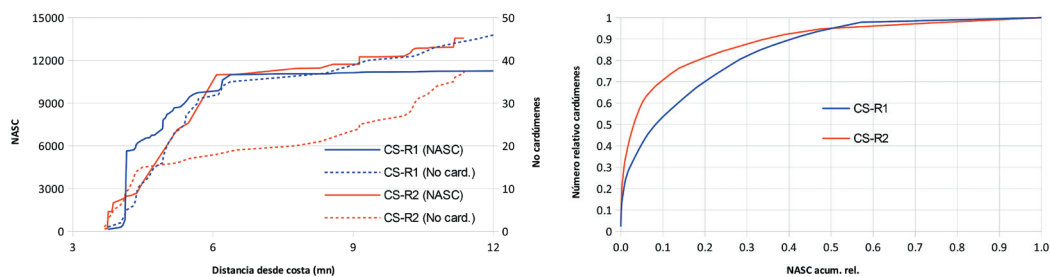 15000
12000
9000
6000
3000
0
NASC
50
40
30
20
10
0
No cardúmenes
CS-R1 (NASC)
CS-R1 (No card.)
CS-R2 (NASC)
CS-R2 (No card.)
3 6 9 12
Distancia desde costa (mn)
1
0.9
0.8
0.7
0.6
0.5
0.4
0.3
0.2
0.1
0
Número relativo cardúmenes
CS-R1
CS-R2
0.0 0.1 0.2 0.3 0.4 0.5 0.6 0.7 0.8 0.9 1.0
NASC acum. rel.